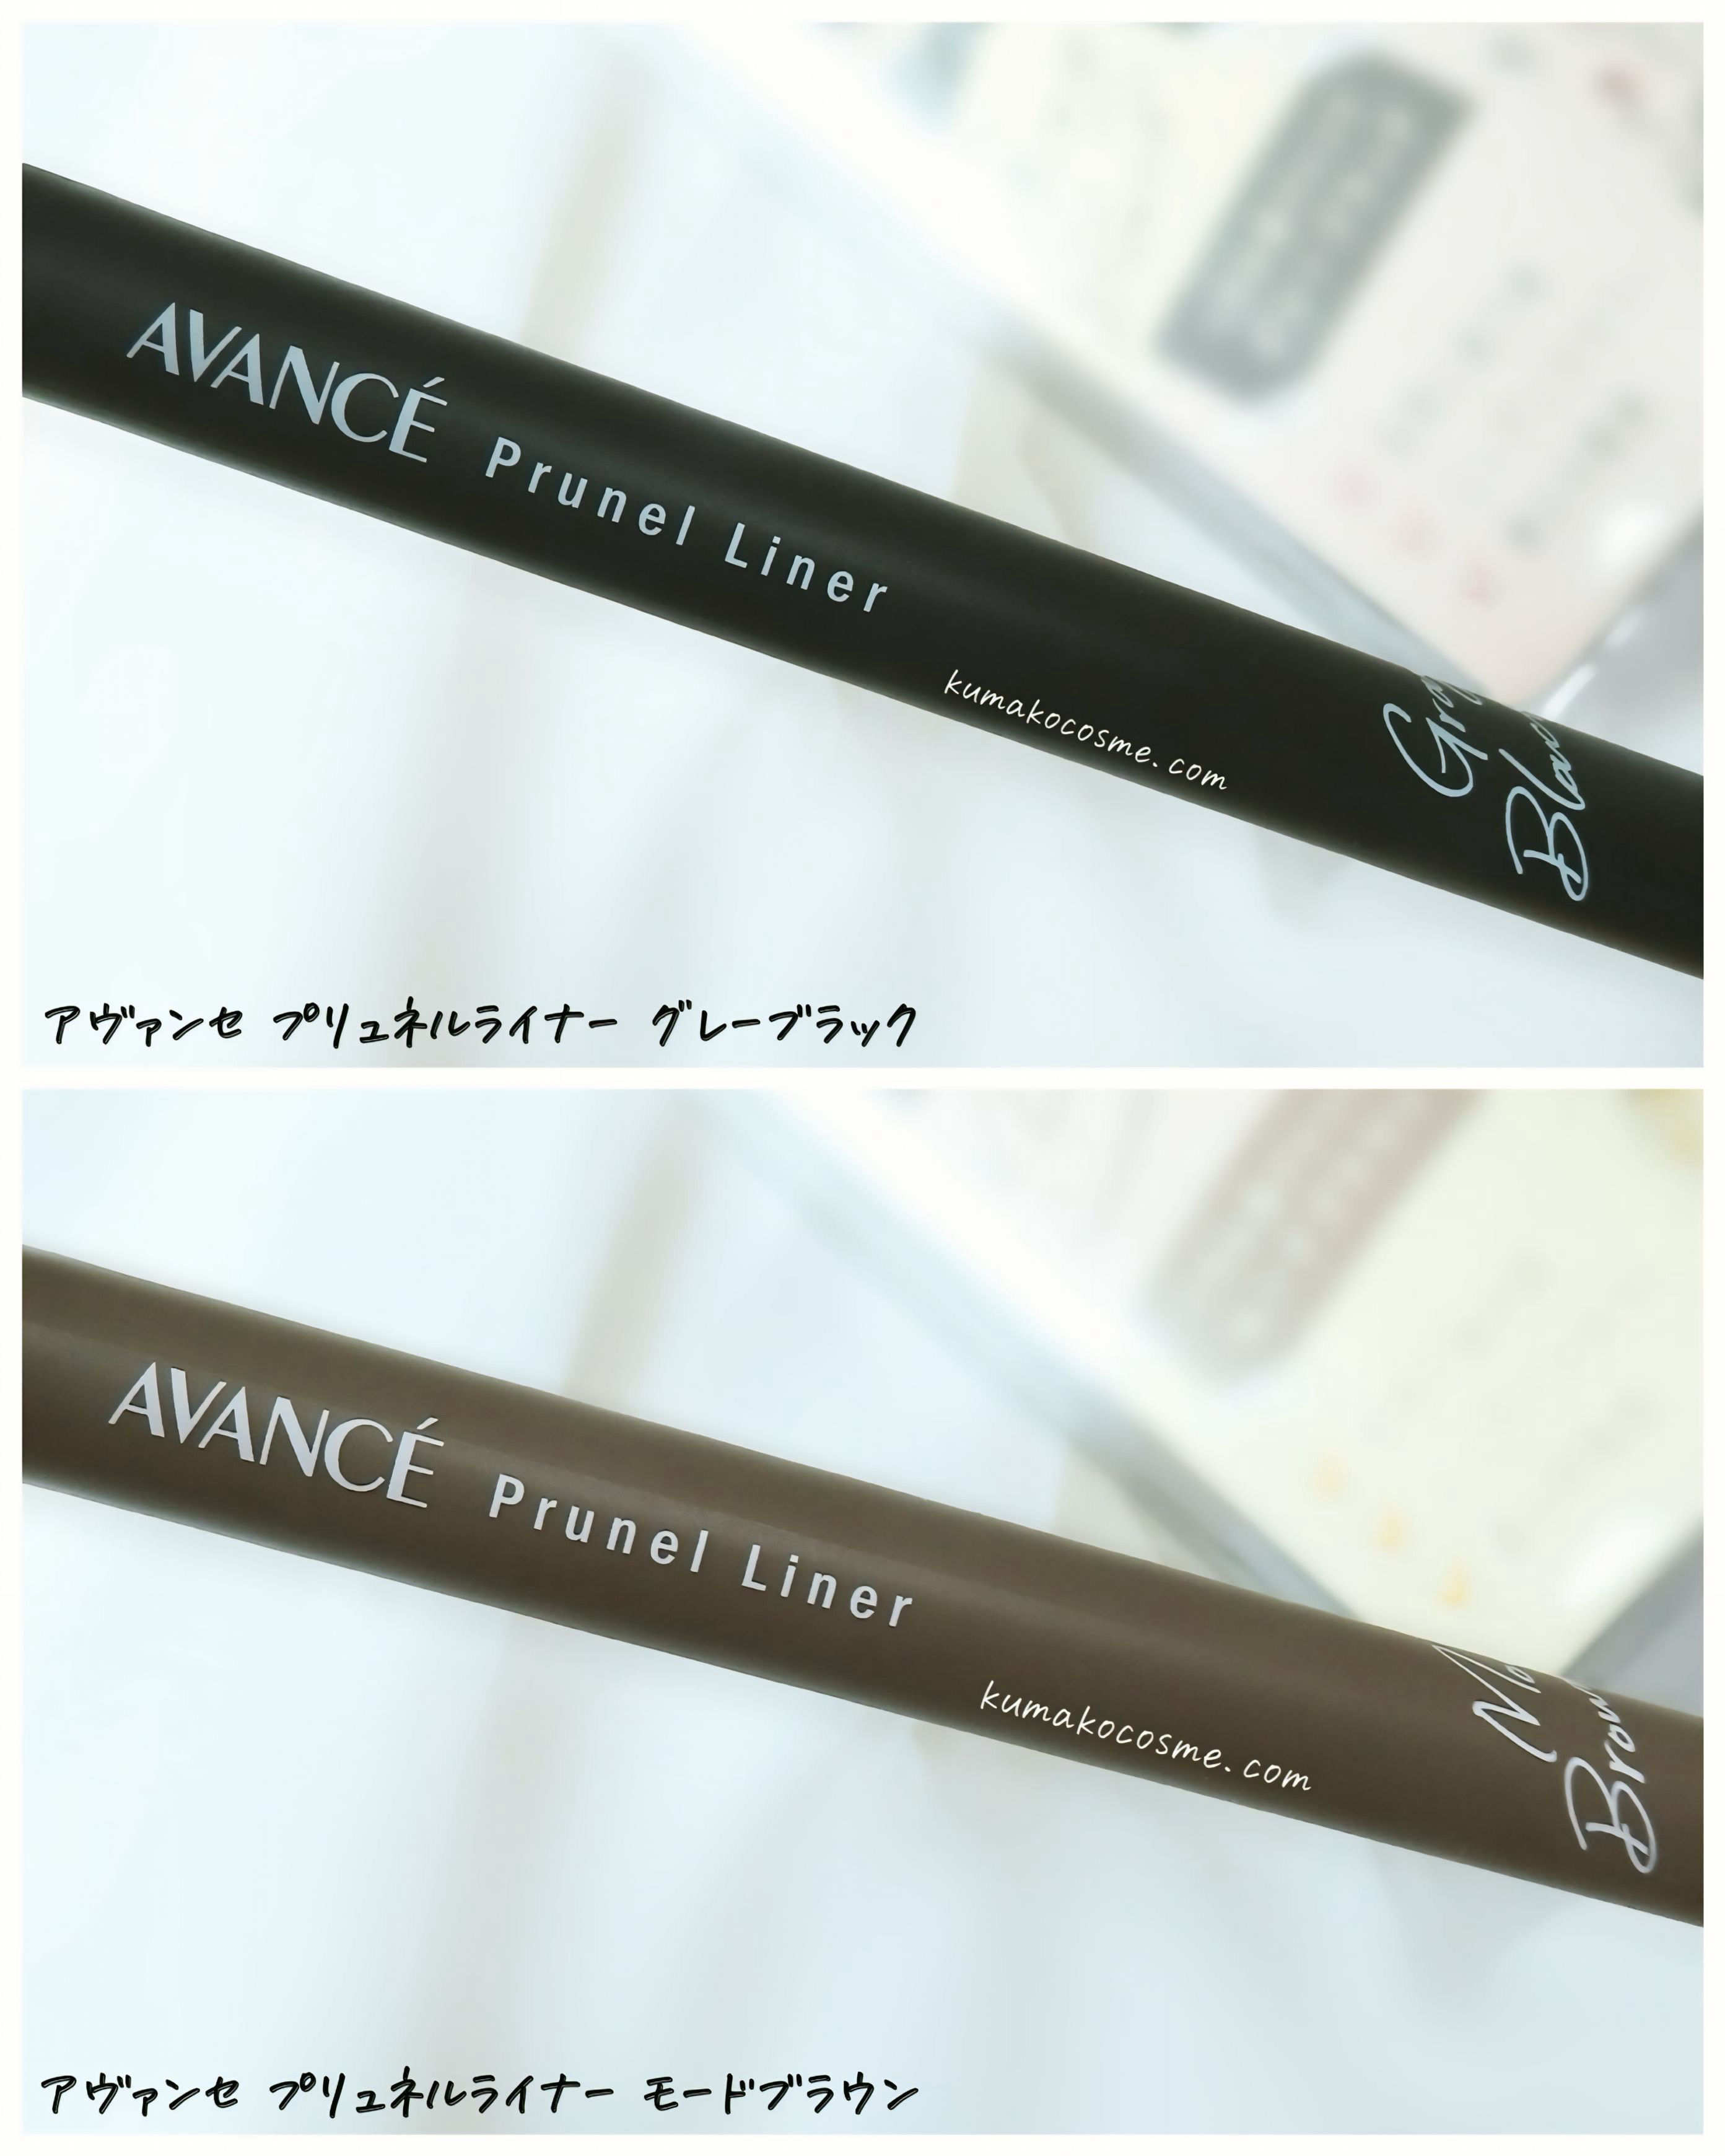 AVANCÉ Prunel Liner
kumakocosme.com
アヴァンセ プリュネルライナー グレーブラック
AVANCÉ Prunel Liner
kumakocosme.com
アヴァンセ プリュネルライナー モードブラウン